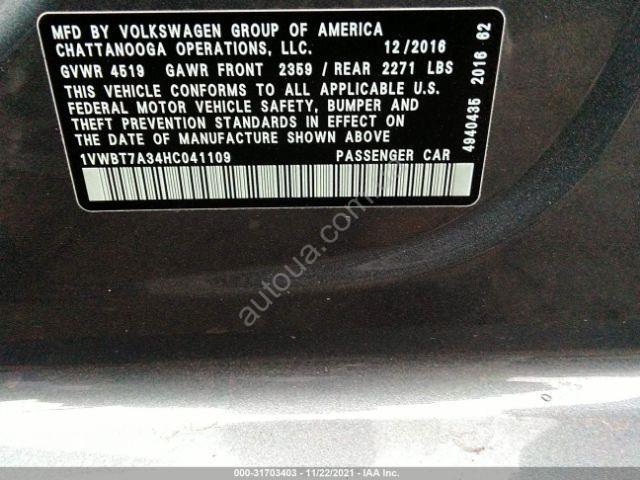 MFD BY VOLKSWAGEN GROUP OF AMERICA
CHATTANOOGA OPERATIONS, LLC. 12/2016
GVWR 4519 GAWR FRONT 2359 / REAR 2271 LBS
THIS VEHICLE CONFORMS TO ALL APPLICABLE U.S.
FEDERAL MOTOR VEHICLE SAFETY, BUMPER AND
THEFT PREVENTION STANDARDS IN EFFECT ON
THE DATE OF MANUFACTURE SHOWN ABOVE
1VWBT7A34HC041109 PASSENGER CAR
4940435 2016 62
autoua.com
000-31703403 - 11/22/2021 - IAA Inc.